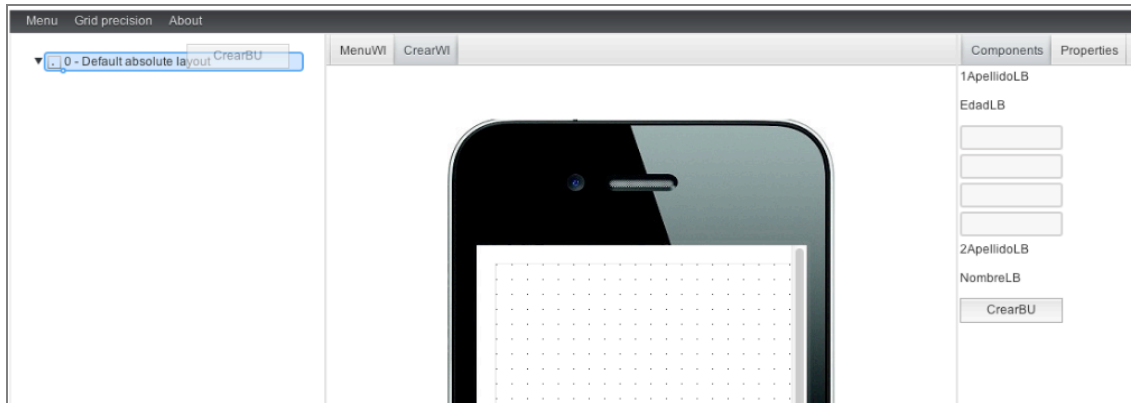 Menu Grid precision About
0 - Default absolute layout
CrearBU
MenuWI CrearWI
Components Properties
1ApellidoLB
EdadLB
2ApellidoLB
NombreLB
CrearBU